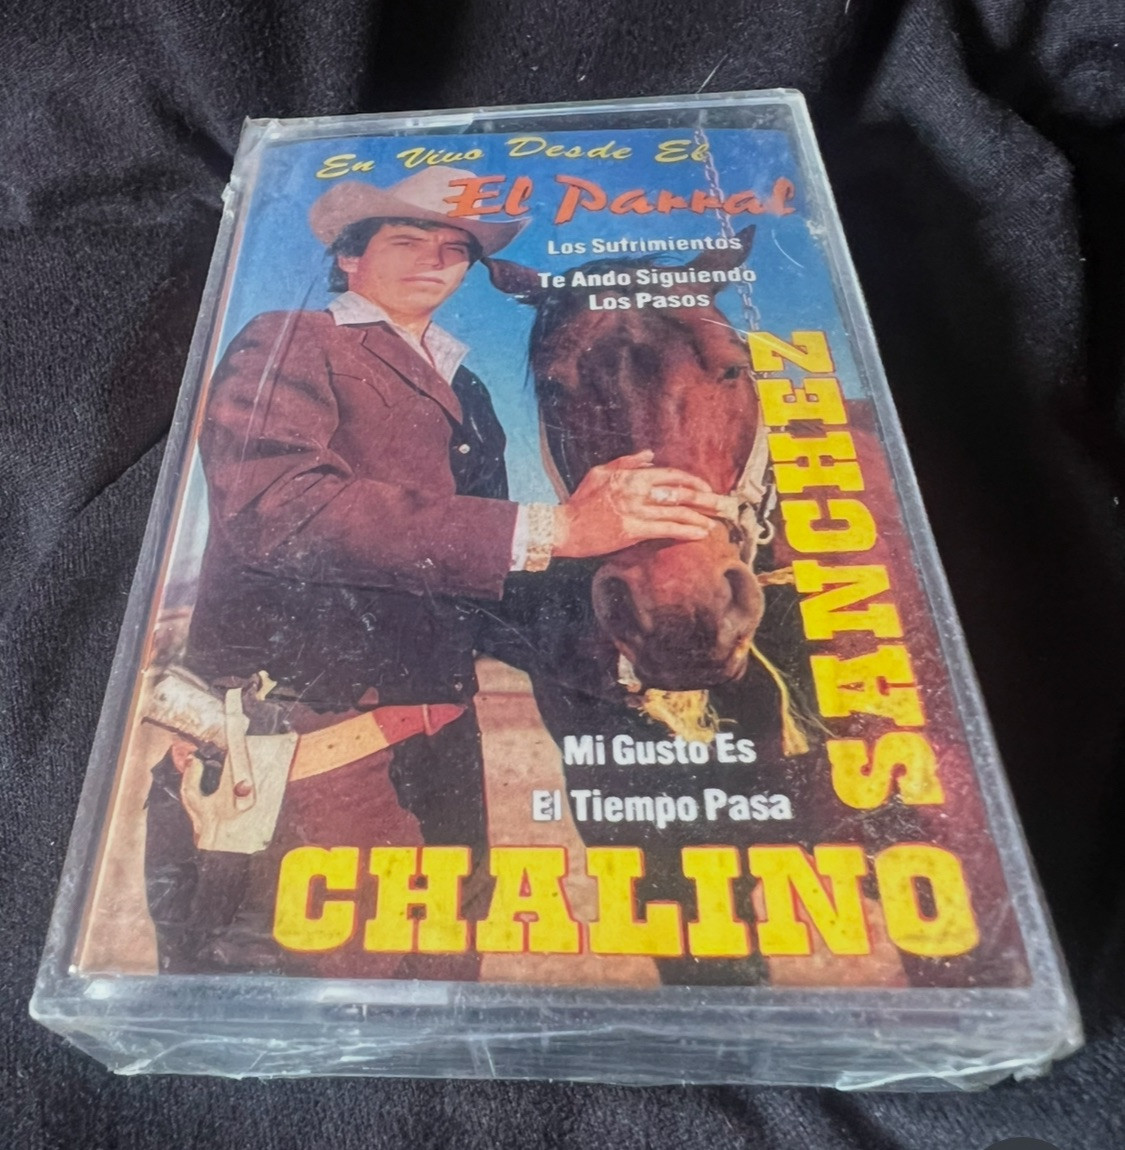 En Vivo Desde El
El Parral
Los Sufrimientos
Te Ando Siguiendo
Los Pasos
SANCHEZ
Mi Gusto Es
El Tiempo Pasa
CHALINO